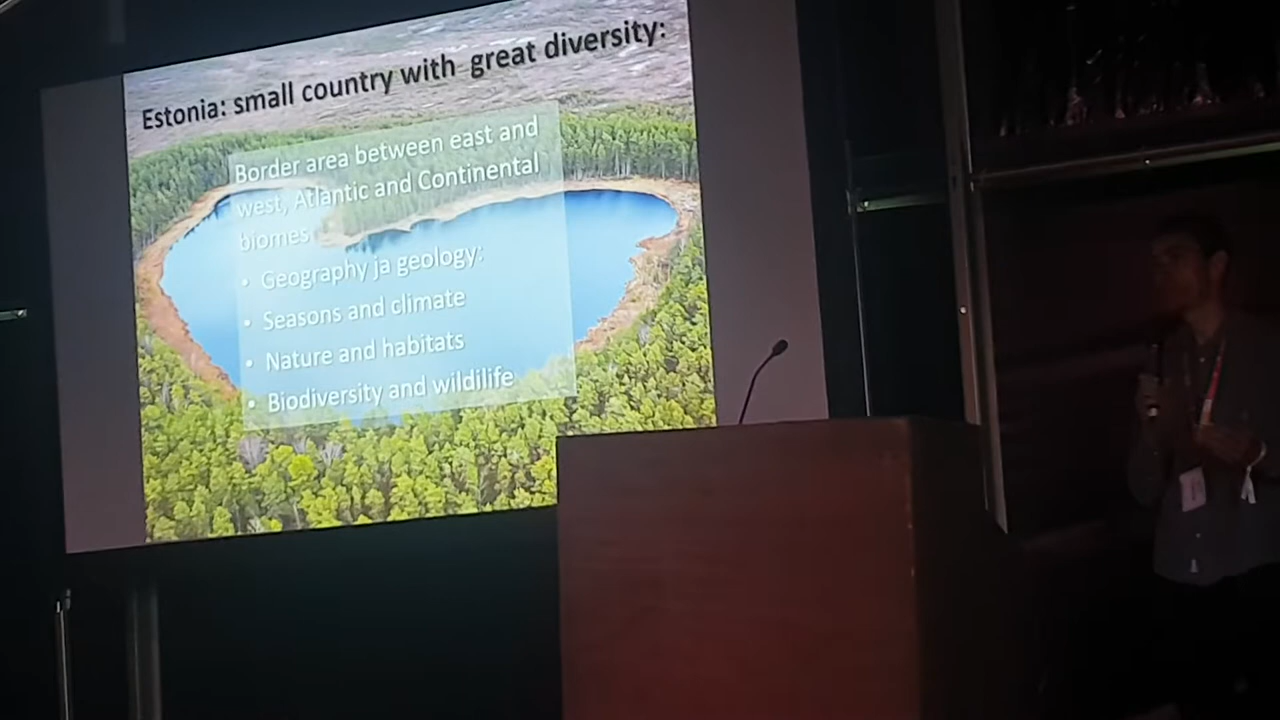 Estonia: small country with great diversity:
Border area between east and
west, Atlantic and Continental
biomes
• Geography ja geology:
• Seasons and climate
• Nature and habitats
• Biodiversity and wildilife